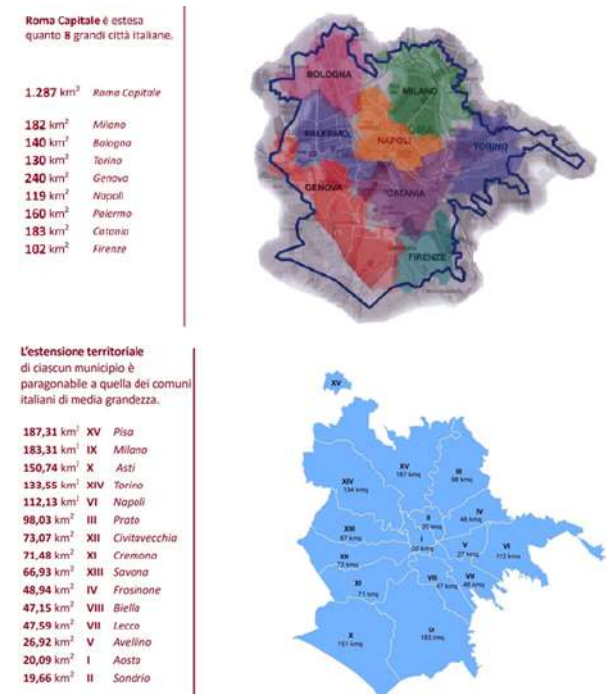 Roma Capitale è estesa
quanto 8 grandi città italiane.
1.287 km² Roma Capitale
182 km² Milano
140 km² Bologna
130 km² Torino
240 km² Genova
119 km² Napoli
160 km² Palermo
183 km² Catania
102 km² Firenze
BOLOGNA
MILANO
PALERMO
NAPOLI
TORINO
GENOVA
CATANIA
FIRENZE
L'estensione territoriale
di ciascun municipio è
paragonabile a quella dei comuni
italiani di media grandezza.
187,31 km² XV Pisa
183,31 km² IX Milano
150,74 km² X Asti
133,55 km² XIV Torino
112,13 km² VI Napoli
98,03 km² III Prato
73,07 km² XII Civitavecchia
71,48 km² XI Cremona
66,93 km² XIII Savona
48,94 km² IV Frosinone
47,15 km² VIII Biella
47,59 km² VII Lecco
26,92 km² V Avellino
20,09 km² I Aosta
19,66 km² II Sondrio
XV
XV
187 kmq
III
98 kmq
XIV
134 kmq
II
20 kmq
IV
XIII
67 kmq
I
20 kmq
V
27 kmq
VI
113 kmq
XII
73 kmq
XI
71 kmq
VIII
47 kmq
VII
48 kmq
X
151 kmq
IX
183 kmq